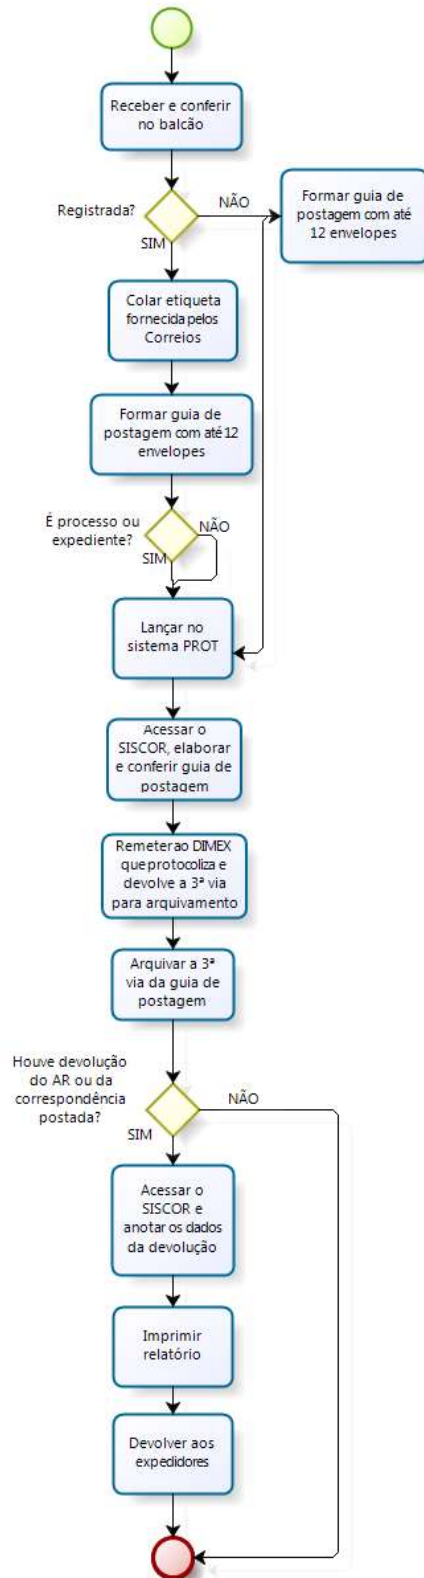 Receber e conferir
no balcão
Registrada?
NÃO
SIM
Formar guia de
postagem com até
12 envelopes
Colar etiqueta
fornecida pelos
Correios
Formar guia de
postagem com até 12
envelopes
É processo ou
expediente?
NÃO
SIM
Lançar no
sistema PROT
Acessar o
SISCOR, elaborar
e conferir guia de
postagem
Remeter ao DIMEX
que protocoliza e
devolve a 3ª via
para arquivamento
Arquivar a 3ª
via da guia de
postagem
Houve devolução
do AR ou da
correspondência
postada?
NÃO
SIM
Acessar o
SISCOR e
anotar os dados
da devolução
Imprimir
relatório
Devolver aos
expedidores